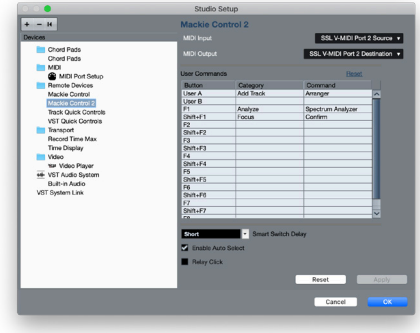 Studio Setup
+ − |◄
Devices
Chord Pads
Chord Pads
MIDI
MIDI Port Setup
Remote Devices
Mackie Control
Mackie Control 2
Track Quick Controls
VST Quick Controls
Transport
Record Time Max
Time Display
Video
Video Player
VST Audio System
Built-in Audio
VST System Link
Mackie Control 2
MIDI Input SSL V-MIDI Port 2 Source
MIDI Output SSL V-MIDI Port 2 Destination
User Commands Reset
Button Category Command
User A Add Track Arranger
User B
F1 Analyze Spectrum Analyzer
Shift+F1 Focus Confirm
F2
Shift+F2
F3
Shift+F3
F4
Shift+F4
F5
Shift+F5
F6
Shift+F6
F7
Shift+F7
F8
Short Smart Switch Delay
Enable Auto Select
Relay Click
Reset Apply
Cancel OK